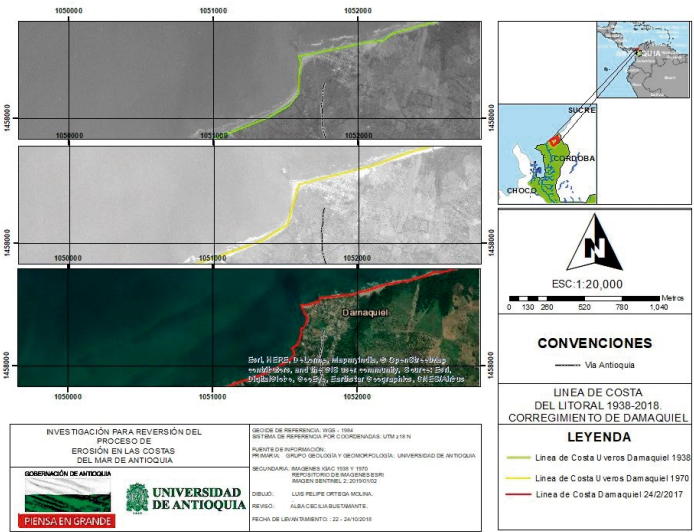 1050000
1051000
1052000
1458000
1458000
1050000
1051000
1052000
1458000
1458000
1050000
1051000
1052000
Damaquiel
Esri, HERE, DeLorme, MapmyIndia, © OpenStreetMap
contributors, and the GIS user community, Source: Esri,
DigitalGlobe, GeoEye, Earthstar Geographics, CNES/Airbus
1458000
1458000
1050000
1051000
1052000
SUCRE
CORDOBA
CHOCO
N
ESC:1:20,000
Metros
0 130 260 520 780 1,040
CONVENCIONES
Via Antioquia
LINEA DE COSTA
DEL LITORAL 1938-2018.
CORREGIMIENTO DE DAMAQUIEL
LEYENDA
Linea de Costa Uveros Damaquiel 1938
Linea de Costa Uveros Damaquiel 1970
Linea de Costa Damaquiel 24/2/2017
INVESTIGACIÓN PARA REVERSIÓN DEL
PROCESO DE
EROSIÓN EN LAS COSTAS
DEL MAR DE ANTIOQUIA
GOBERNACIÓN DE ANTIOQUIA
PIENSA EN GRANDE
UNIVERSIDAD
DE ANTIOQUIA
GEOIDE DE REFERENCIA: WGS - 1984
SISTEMA DE REFERENCIA POR COORDENADAS: UTM z18 N
FUENTE DE INFORMACIÓN:
PRIMARIA: GRUPO GEOLOGÍA Y GEOMORFOLOGÍA, UNIVERSIDAD DE ANTIOQUIA
SECUNDARIA: IMAGENES IGAC 1938 Y 1970
REPOSITORIO DE IMAGENES ESRI
IMAGEN SENTINEL 2: 2019/01/02
DIBUJO: LUIS FELIPE ORTEGA MOLINA.
REVISO: ALBA CECILIA BUSTAMANTE.
FECHA DE LEVANTAMIENTO: 22 - 24/10/2018